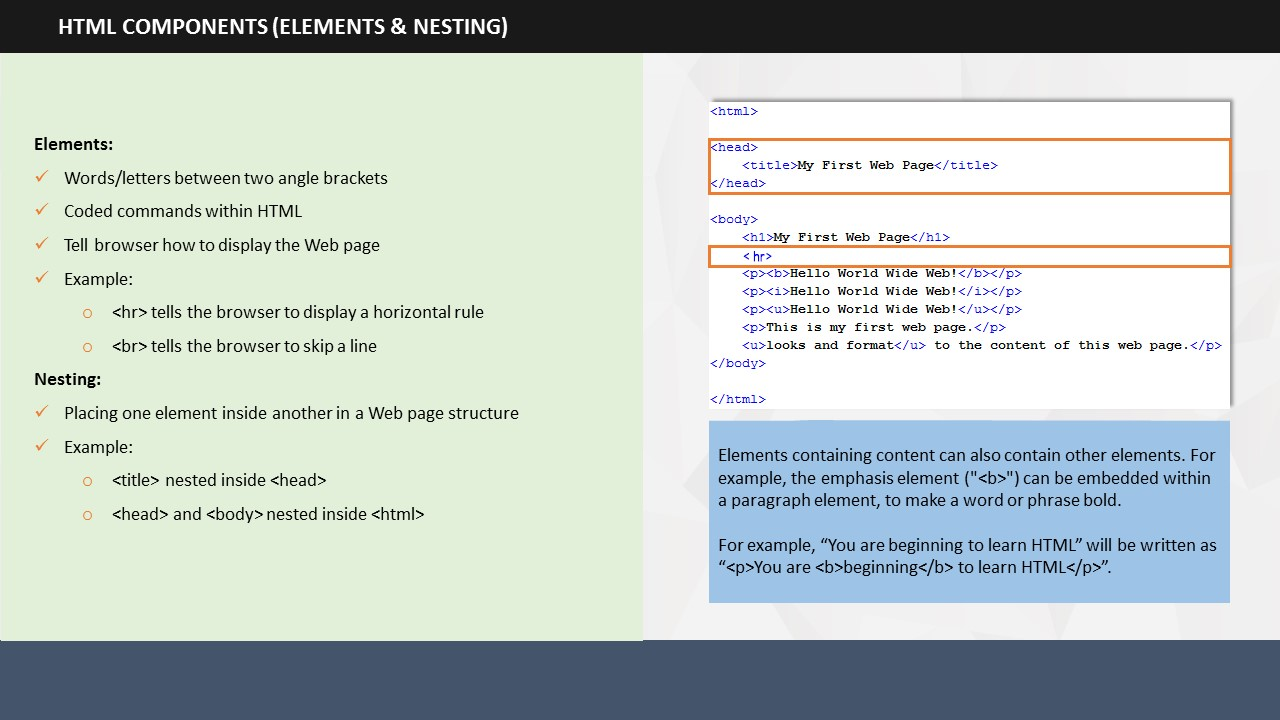 HTML COMPONENTS (ELEMENTS & NESTING)
Elements:
Words/letters between two angle brackets
Coded commands within HTML
Tell browser how to display the Web page
Example:
<hr> tells the browser to display a horizontal rule
<br> tells the browser to skip a line
Nesting:
Placing one element inside another in a Web page structure
Example:
<title> nested inside <head>
<head> and <body> nested inside <html>
<html>
<head>
<title>My First Web Page</title>
</head>
<body>
<h1>My First Web Page</h1>
<hr>
<p><b>Hello World Wide Web!</b></p>
<p><i>Hello World Wide Web!</i></p>
<p><u>Hello World Wide Web!</u></p>
<p>This is my first web page.</p>
<u>looks and format</u> to the content of this web page.</p>
</body>
</html>
Elements containing content can also contain other elements. For
example, the emphasis element ("<b>") can be embedded within
a paragraph element, to make a word or phrase bold.
For example, “You are beginning to learn HTML” will be written as
“<p>You are <b>beginning</b> to learn HTML</p>”.